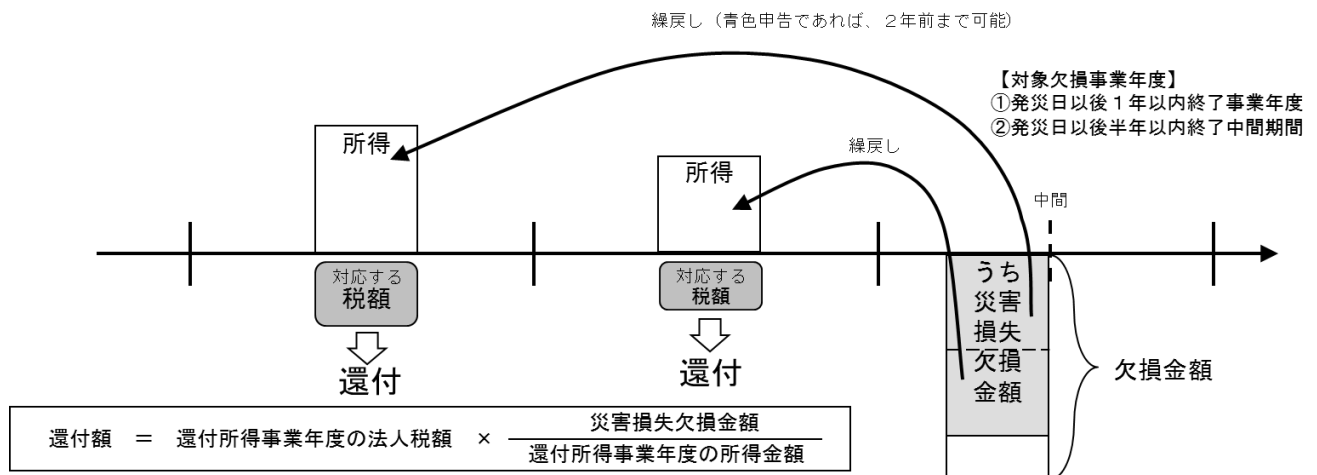 繰戻し（青色申告であれば、２年前まで可能）
【対象欠損事業年度】
①発災日以後１年以内終了事業年度
②発災日以後半年以内終了中間期間
所得
所得
繰戻し
中間
対応する
税額
対応する
税額
うち
災害
損失
欠損
金額
還付
還付
欠損金額
還付額 ＝ 還付所得事業年度の法人税額 × 災害損失欠損金額
還付所得事業年度の所得金額